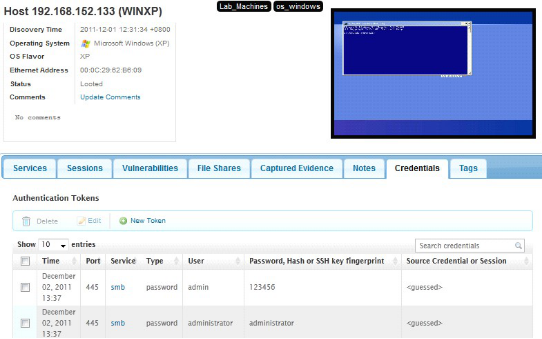 Host 192.168.152.133 (WINXP)
Lab_Machines os_windows
Discovery Time 2011-12-01 12:31:34 +0800
Operating System Microsoft Windows (XP)
OS Flavor XP
Ethernet Address 00:0C:29:62:B6:09
Status Looted
Comments Update Comments
No comments
Services Sessions Vulnerabilities File Shares Captured Evidence Notes Credentials Tags
Authentication Tokens
Delete Edit New Token
Show 10 entries Search credentials
Time Port Service Type User Password, Hash or SSH key fingerprint Source Credential or Session
December
02, 2011 445 smb password admin 123456 <guessed>
13:37
December
02, 2011 445 smb password administrator administrator <guessed>
13:37